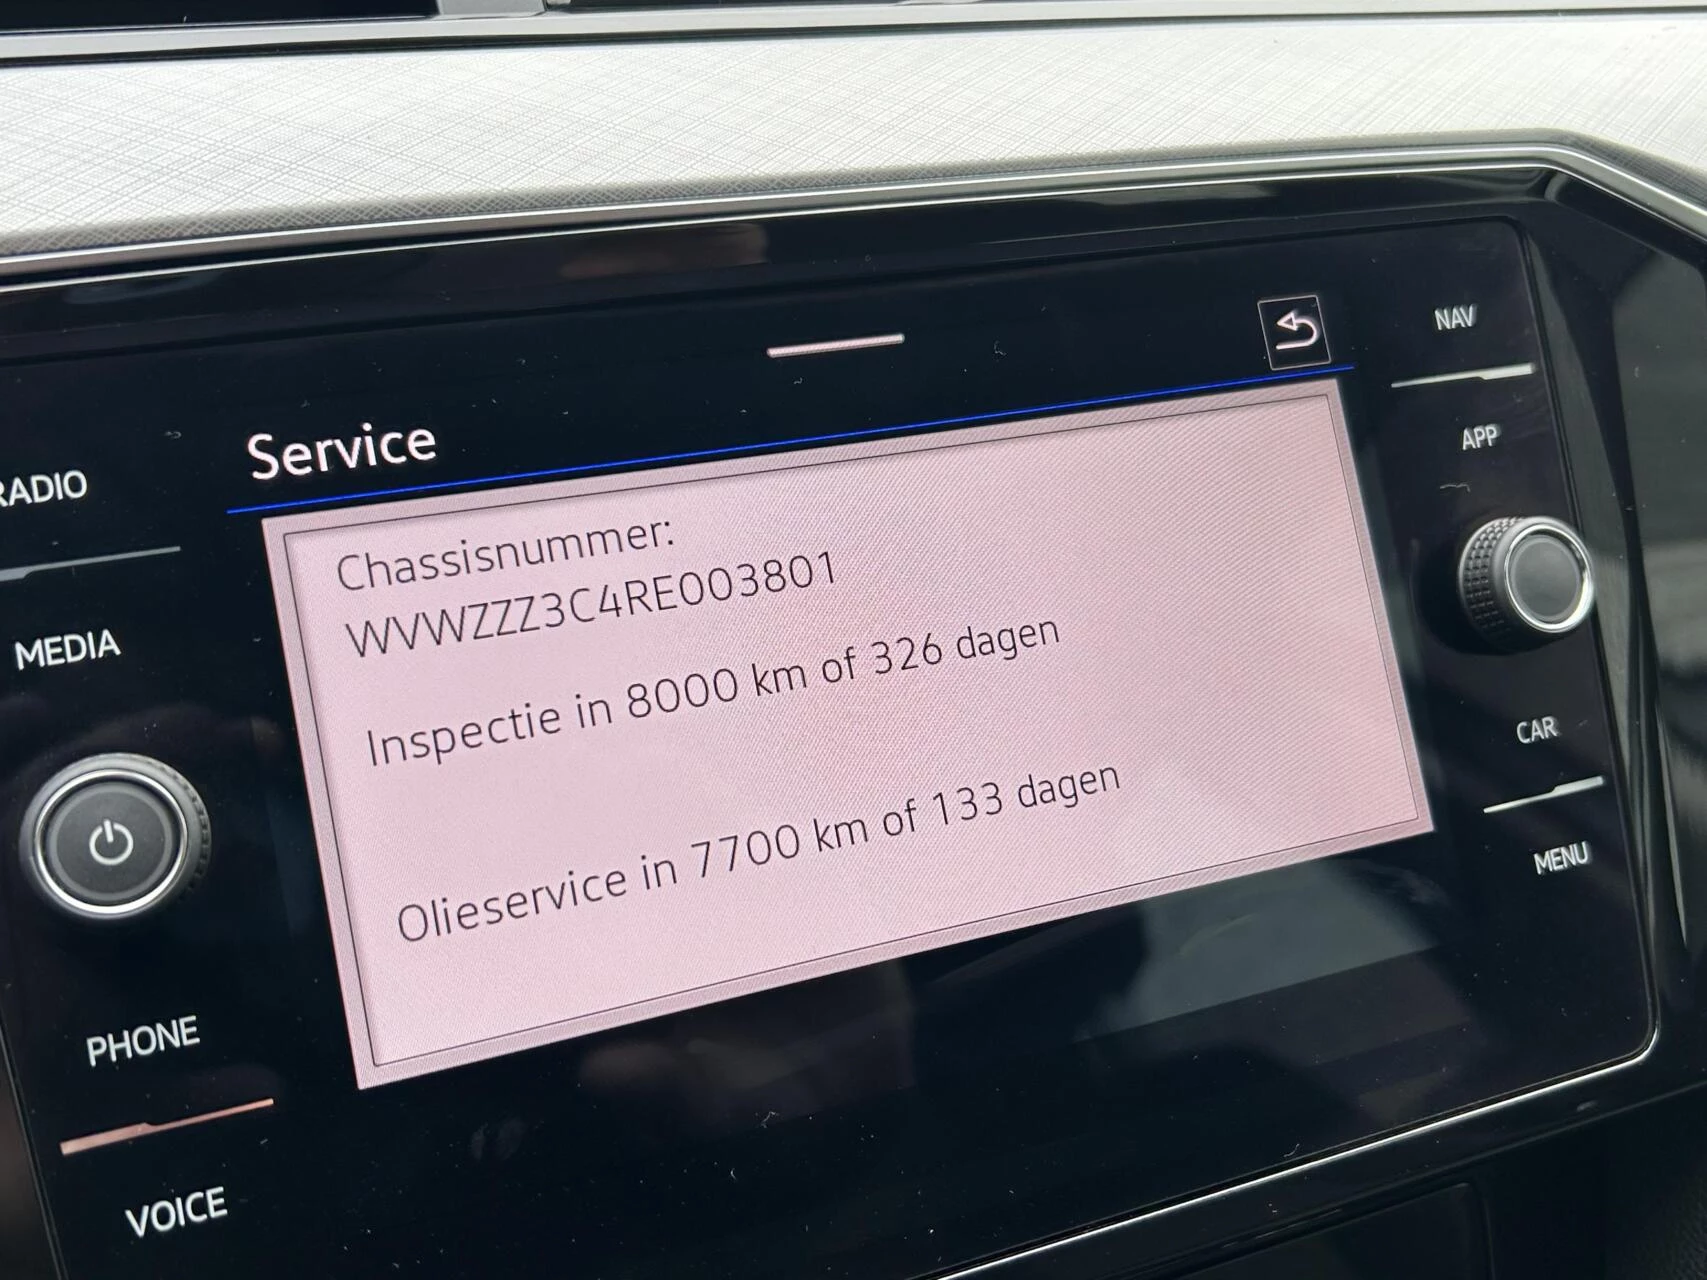 Service
Chassisnummer:
WVWZZZ3C4RE003801
Inspectie in 8000 km of 326 dagen
Olieservice in 7700 km of 133 dagen
RADIO
MEDIA
PHONE
VOICE
NAV
APP
CAR
MENU